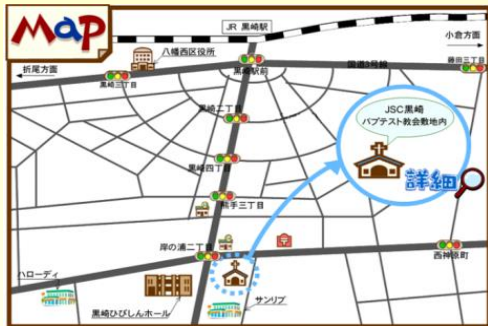 MAP
JR 黒崎駅
小倉方面
八幡西区役所
折尾方面
黒崎駅前
国道3号線
藤田三丁目
黒崎三丁目
JSC黒崎
バプテスト教会敷地内
黒崎二丁目
詳細
黒崎四丁目
熊手三丁目
岸の浦二丁目
西神原町
ハローディ
黒崎ひびしんホール
サンリブ